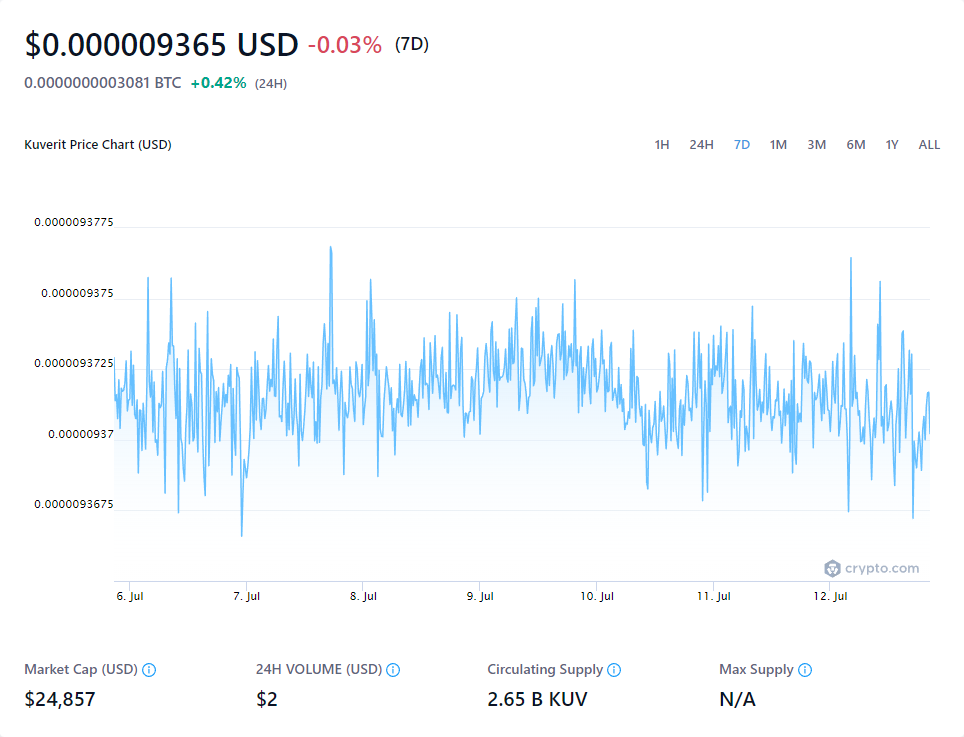 $0.000009365 USD -0.03% (7D)
0.0000000003081 BTC +0.42% (24H)
Kuverit Price Chart (USD) 1H 24H 7D 1M 3M 6M 1Y ALL
0.0000093775
0.000009375
0.0000093725
0.00000937
0.0000093675
crypto.com
6. Jul 7. Jul 8. Jul 9. Jul 10. Jul 11. Jul 12. Jul
Market Cap (USD) 24H VOLUME (USD) Circulating Supply Max Supply
$24,857 $2 2.65 B KUV N/A